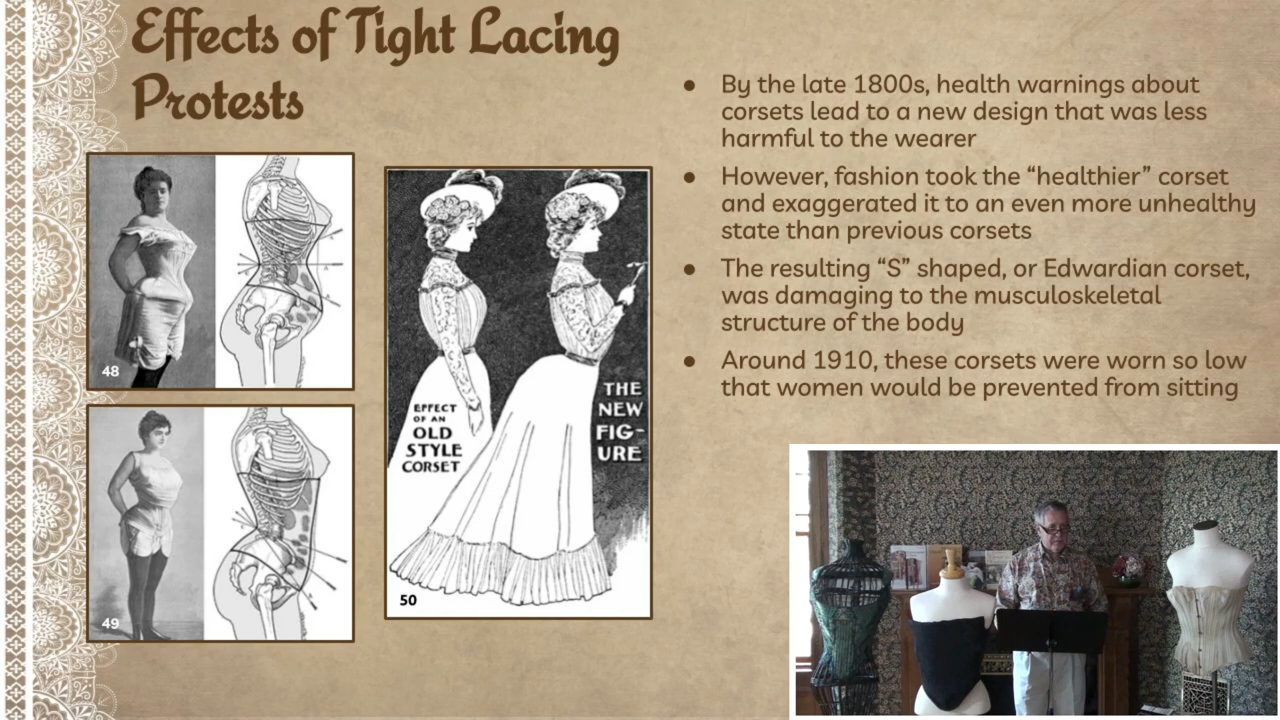 Effects of Tight Lacing
Protests
48
49
EFFECT
OF AN
OLD
STYLE
CORSET
THE
NEW
FIG-
URE
50
● By the late 1800s, health warnings about
corsets lead to a new design that was less
harmful to the wearer
● However, fashion took the “healthier” corset
and exaggerated it to an even more unhealthy
state than previous corsets
● The resulting “S” shaped, or Edwardian corset,
was damaging to the musculoskeletal
structure of the body
● Around 1910, these corsets were worn so low
that women would be prevented from sitting